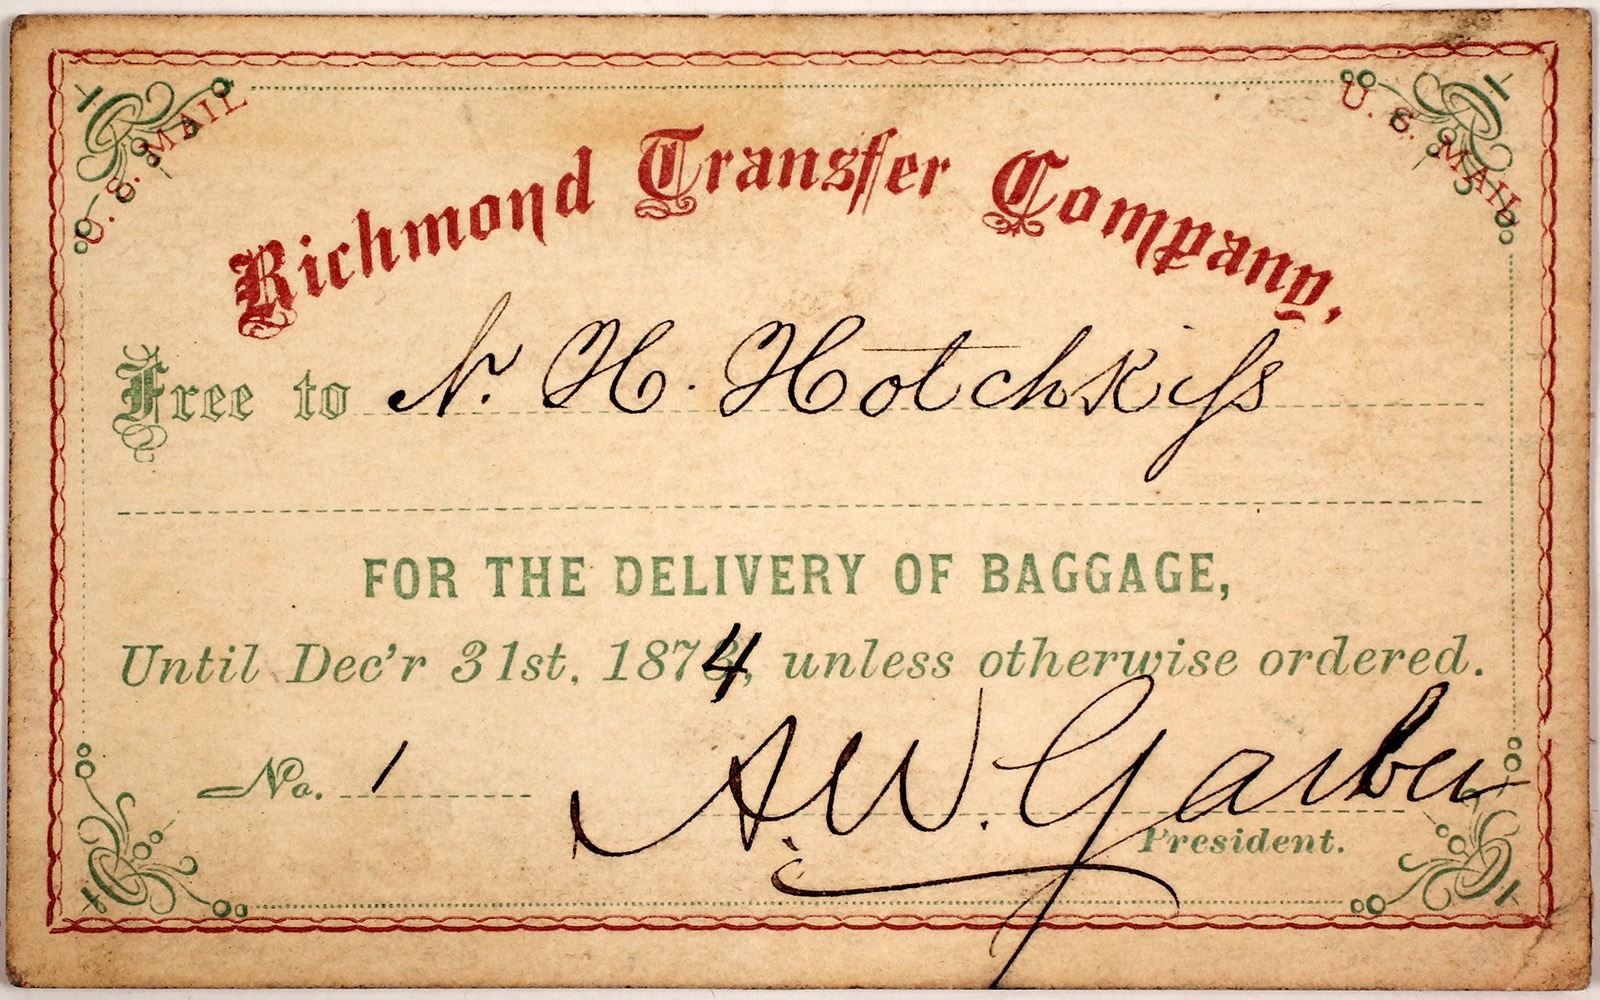 U. S. MAIL
U. S. MAIL
Richmond Transfer Company,
Free to N. H. Hotchkiss
FOR THE DELIVERY OF BAGGAGE,
Until Dec'r 31st, 1874, unless otherwise ordered.
No. 1
A. W. Garber
President.